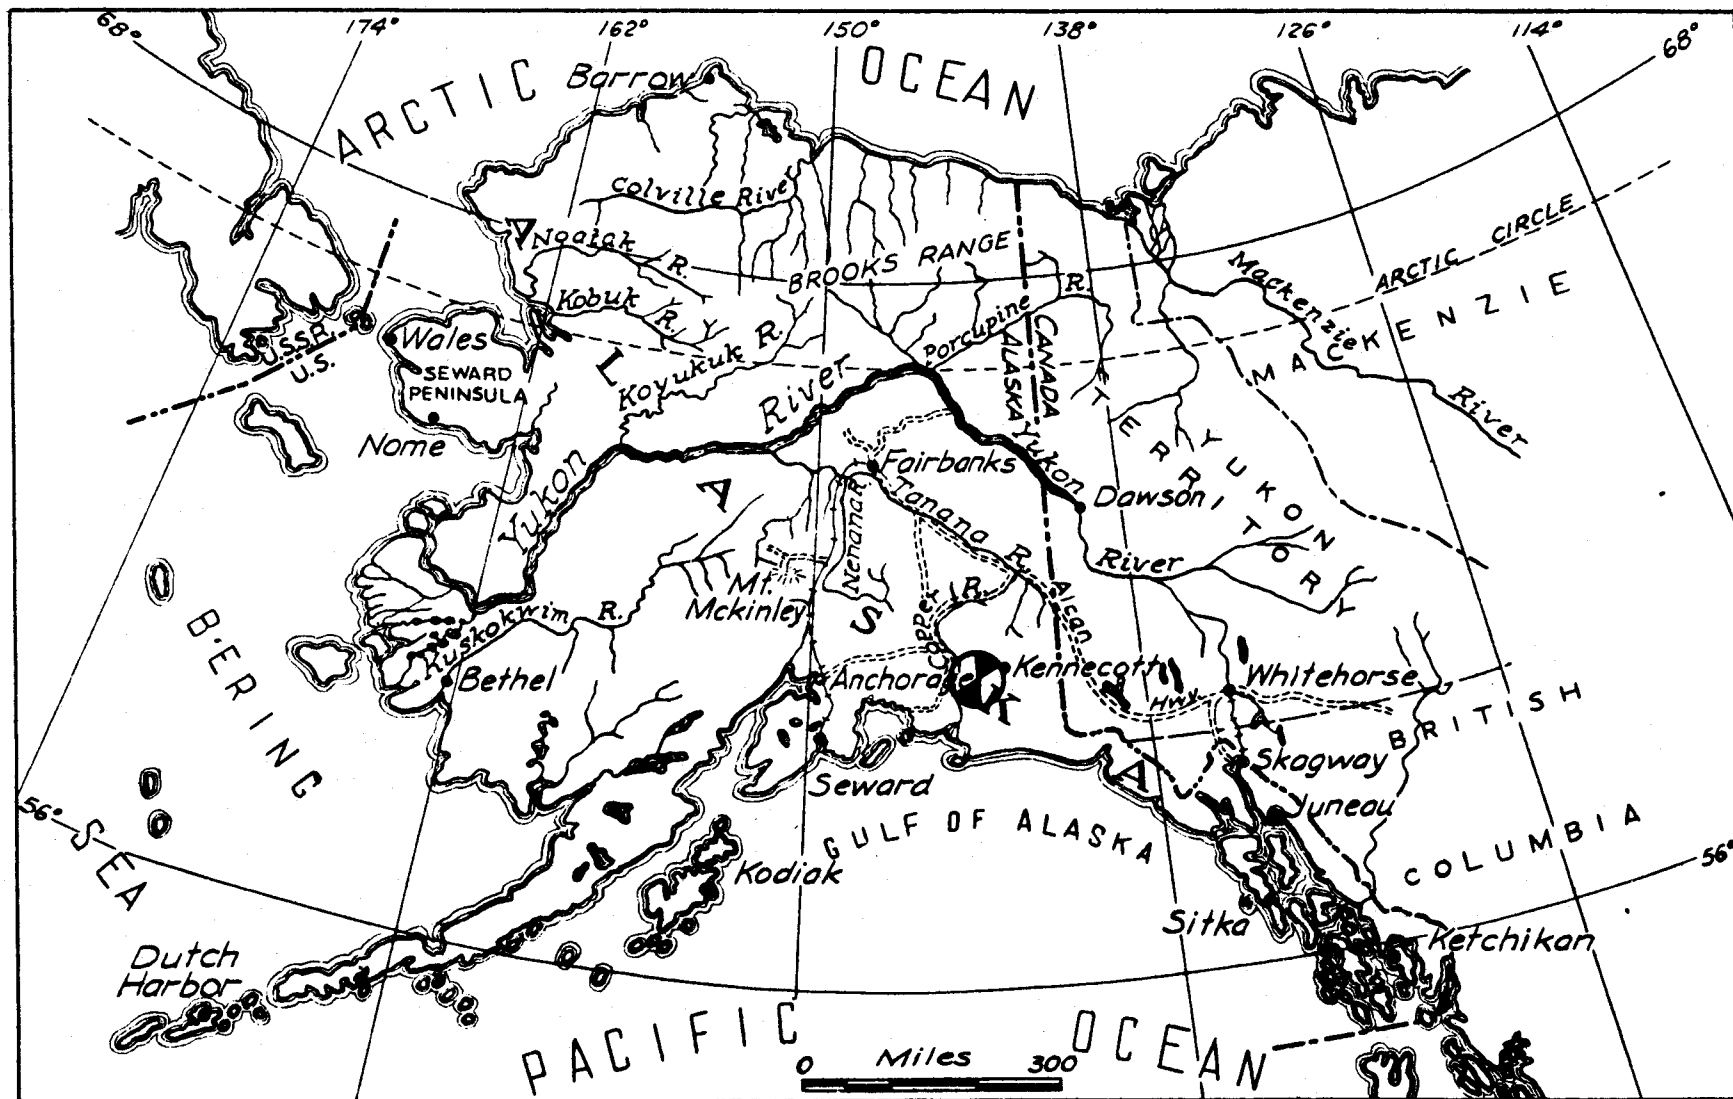 68°
174°
162°
150°
138°
126°
114°
68°
ARCTIC OCEAN
Barrow
Colville River
Noatak R.
BROOKS RANGE
ARCTIC CIRCLE
Mackenzie River
MACKENZIE
Kobuk R.
Koyukuk R.
Porcupine R.
CANADA
ALASKA
U.S.
Wales
SEWARD
PENINSULA
Nome
Yukon River
Yukon River
YUKON
TERRITORY
Fairbanks
Dawson
Tanana R.
Nenana R.
Mt.
Mckinley
Copper R.
Alcan Hwy.
Kuskokwim R.
Bethel
Anchorage
Kennecott
Whitehorse
BRITISH
COLUMBIA
ALASKA
Skagway
Juneau
Seward
GULF OF ALASKA
Kodiak
Sitka
Ketchikan
BERING
SEA
56°
56°
Dutch
Harbor
PACIFIC OCEAN
0 Miles 300